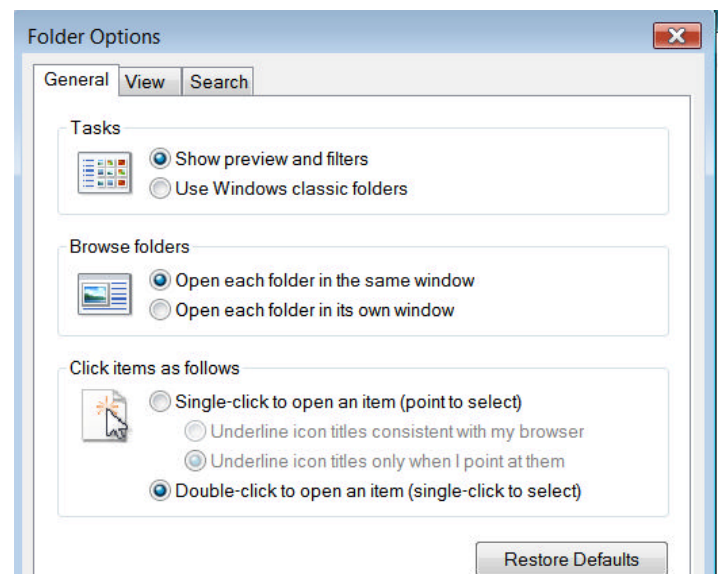 Folder Options
General View Search
Tasks
Show preview and filters
Use Windows classic folders
Browse folders
Open each folder in the same window
Open each folder in its own window
Click items as follows
Single-click to open an item (point to select)
Underline icon titles consistent with my browser
Underline icon titles only when I point at them
Double-click to open an item (single-click to select)
Restore Defaults